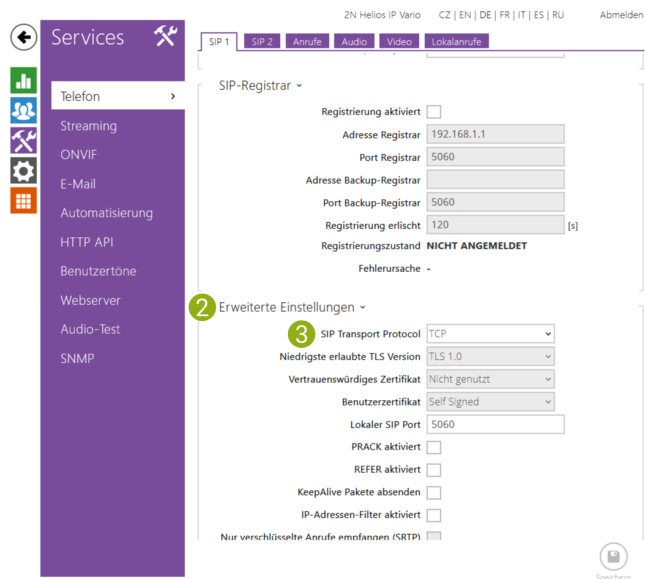 2N Helios IP Vario CZ | EN | DE | FR | IT | ES | RU Abmelden
Services
SIP 1 SIP 2 Anrufe Audio Video Lokalanrufe
Telefon
Streaming
ONVIF
E-Mail
Automatisierung
HTTP API
Benutzertöne
Webserver
Audio-Test
SNMP
SIP-Registrar
Registrierung aktiviert
Adresse Registrar 192.168.1.1
Port Registrar 5060
Adresse Backup-Registrar
Port Backup-Registrar 5060
Registrierung erlischt 120 [s]
Registrierungszustand NICHT ANGEMELDET
Fehlerursache -
2 Erweiterte Einstellungen
3 SIP Transport Protocol TCP
Niedrigste erlaubte TLS Version TLS 1.0
Vertrauenswürdiges Zertifikat Nicht genutzt
Benutzerzertifikat Self Signed
Lokaler SIP Port 5060
PRACK aktiviert
REFER aktiviert
KeepAlive Pakete absenden
IP-Adressen-Filter aktiviert
Nur verschlüsselte Anrufe empfangen (SRTP)
Speichern